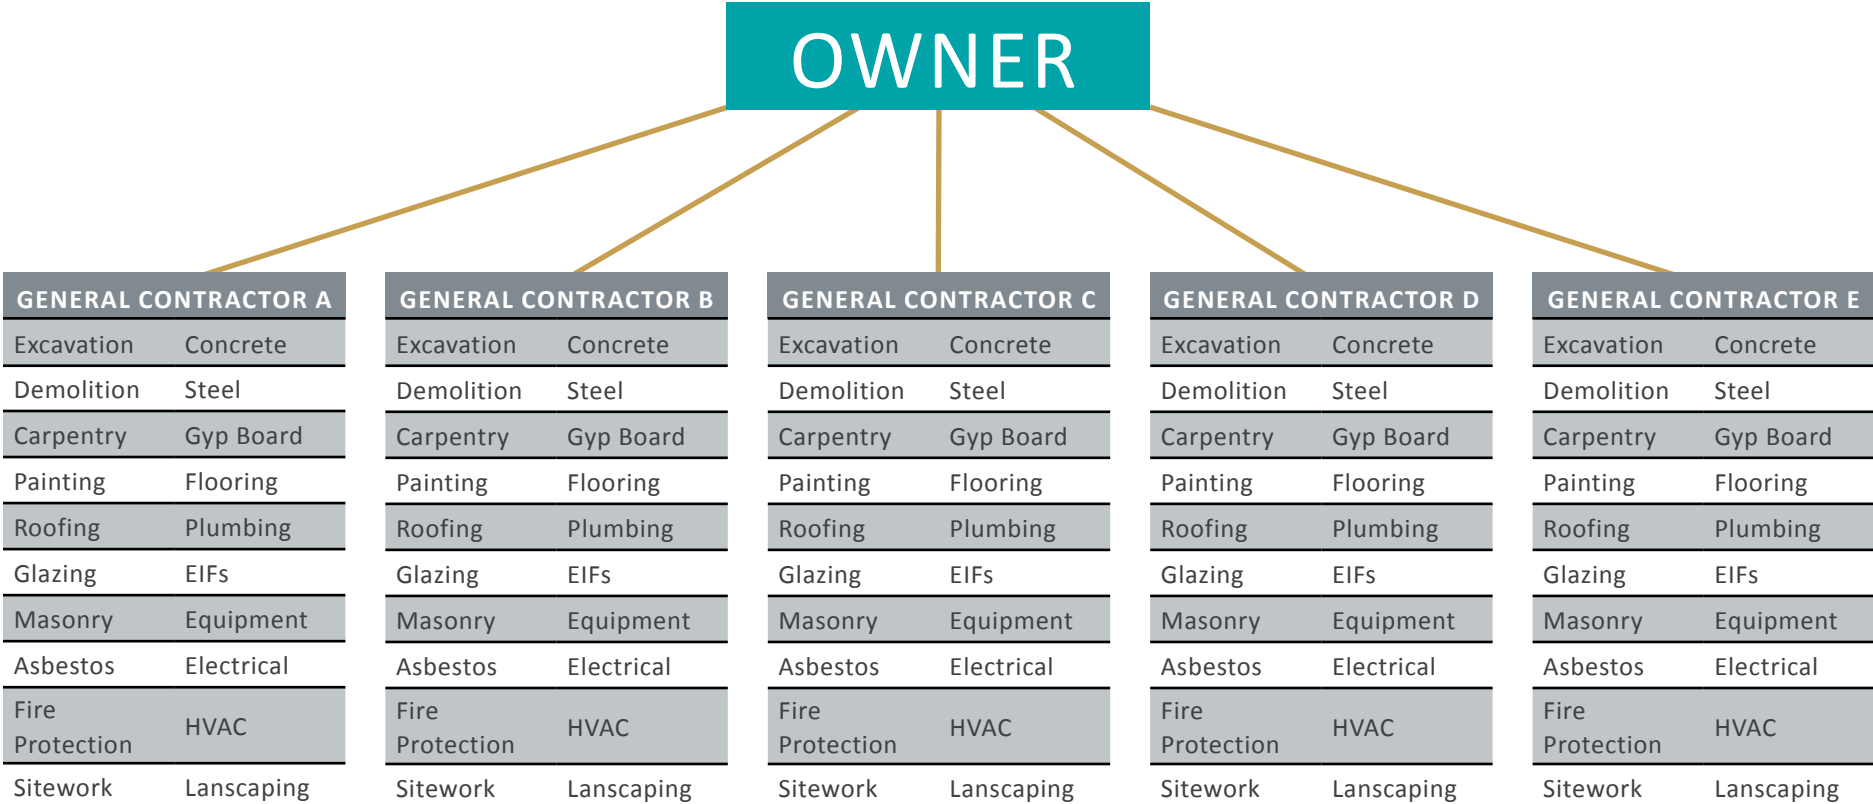 OWNER
GENERAL CONTRACTOR A
Excavation Concrete
Demolition Steel
Carpentry Gyp Board
Painting Flooring
Roofing Plumbing
Glazing EIFs
Masonry Equipment
Asbestos Electrical
Fire
Protection HVAC
Sitework Lanscaping
GENERAL CONTRACTOR B
Excavation Concrete
Demolition Steel
Carpentry Gyp Board
Painting Flooring
Roofing Plumbing
Glazing EIFs
Masonry Equipment
Asbestos Electrical
Fire
Protection HVAC
Sitework Lanscaping
GENERAL CONTRACTOR C
Excavation Concrete
Demolition Steel
Carpentry Gyp Board
Painting Flooring
Roofing Plumbing
Glazing EIFs
Masonry Equipment
Asbestos Electrical
Fire
Protection HVAC
Sitework Lanscaping
GENERAL CONTRACTOR D
Excavation Concrete
Demolition Steel
Carpentry Gyp Board
Painting Flooring
Roofing Plumbing
Glazing EIFs
Masonry Equipment
Asbestos Electrical
Fire
Protection HVAC
Sitework Lanscaping
GENERAL CONTRACTOR E
Excavation Concrete
Demolition Steel
Carpentry Gyp Board
Painting Flooring
Roofing Plumbing
Glazing EIFs
Masonry Equipment
Asbestos Electrical
Fire
Protection HVAC
Sitework Lanscaping